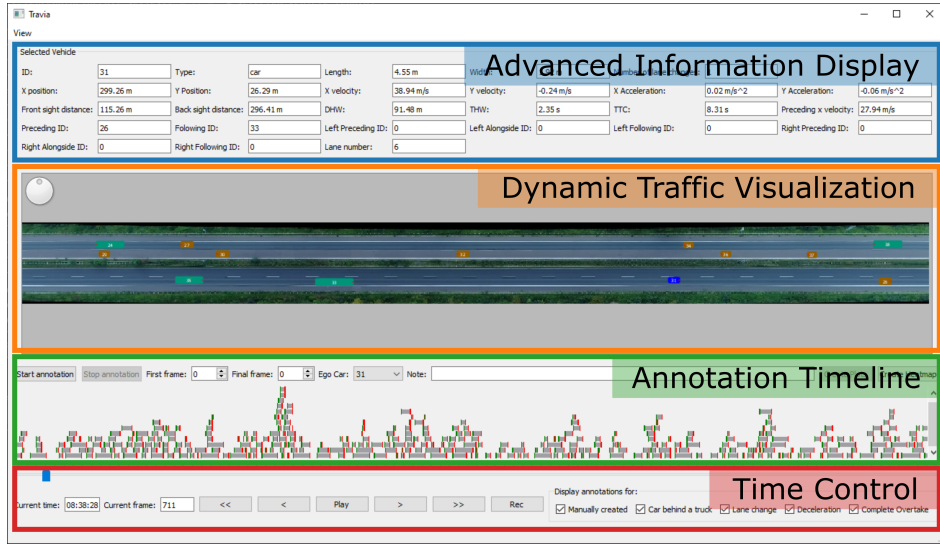 Travia
View
Selected Vehicle
Advanced Information Display
ID: 31 Type: car Length: 4.55 m
X position: 299.26 m Y Position: 26.29 m X velocity: 38.94 m/s Y velocity: -0.24 m/s X Acceleration: 0.02 m/s^2 Y Acceleration: -0.06 m/s^2
Front sight distance: 115.26 m Back sight distance: 296.41 m DHW: 91.48 m THW: 2.35 s TTC: 8.31 s Preceding x velocity: 27.94 m/s
Preceding ID: 26 Folowing ID: 33 Left Preceding ID: 0 Left Alongside ID: 0 Left Following ID: 0 Right Preceding ID: 0
Right Alongside ID: 0 Right Following ID: 0 Lane number: 6
Dynamic Traffic Visualization
Annotation Timeline
Start annotation Stop annotation First frame: 0 Final frame: 0 Ego Car: 31 Note:
Time Control
Current time: 08:38:28 Current frame: 711 << < Play > >> Rec
Display annotations for:
Manually created Car behind a truck Lane change Deceleration Complete Overtake